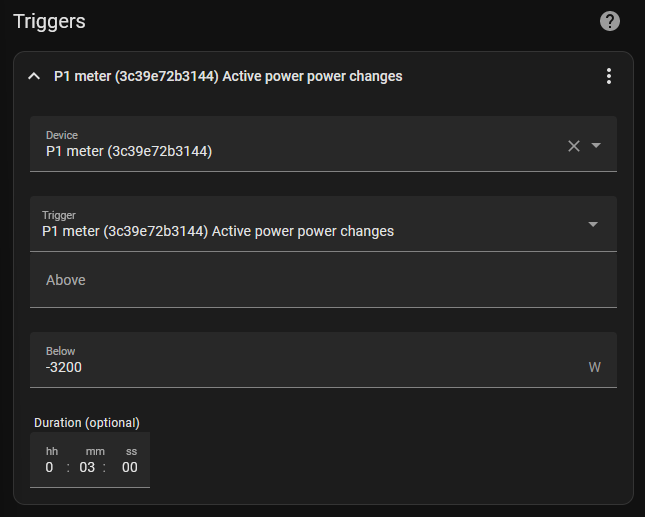 Triggers
P1 meter (3c39e72b3144) Active power power changes
Device
P1 meter (3c39e72b3144)
Trigger
P1 meter (3c39e72b3144) Active power power changes
Above
Below
-3200 W
Duration (optional)
hh mm ss
0 : 03 : 00